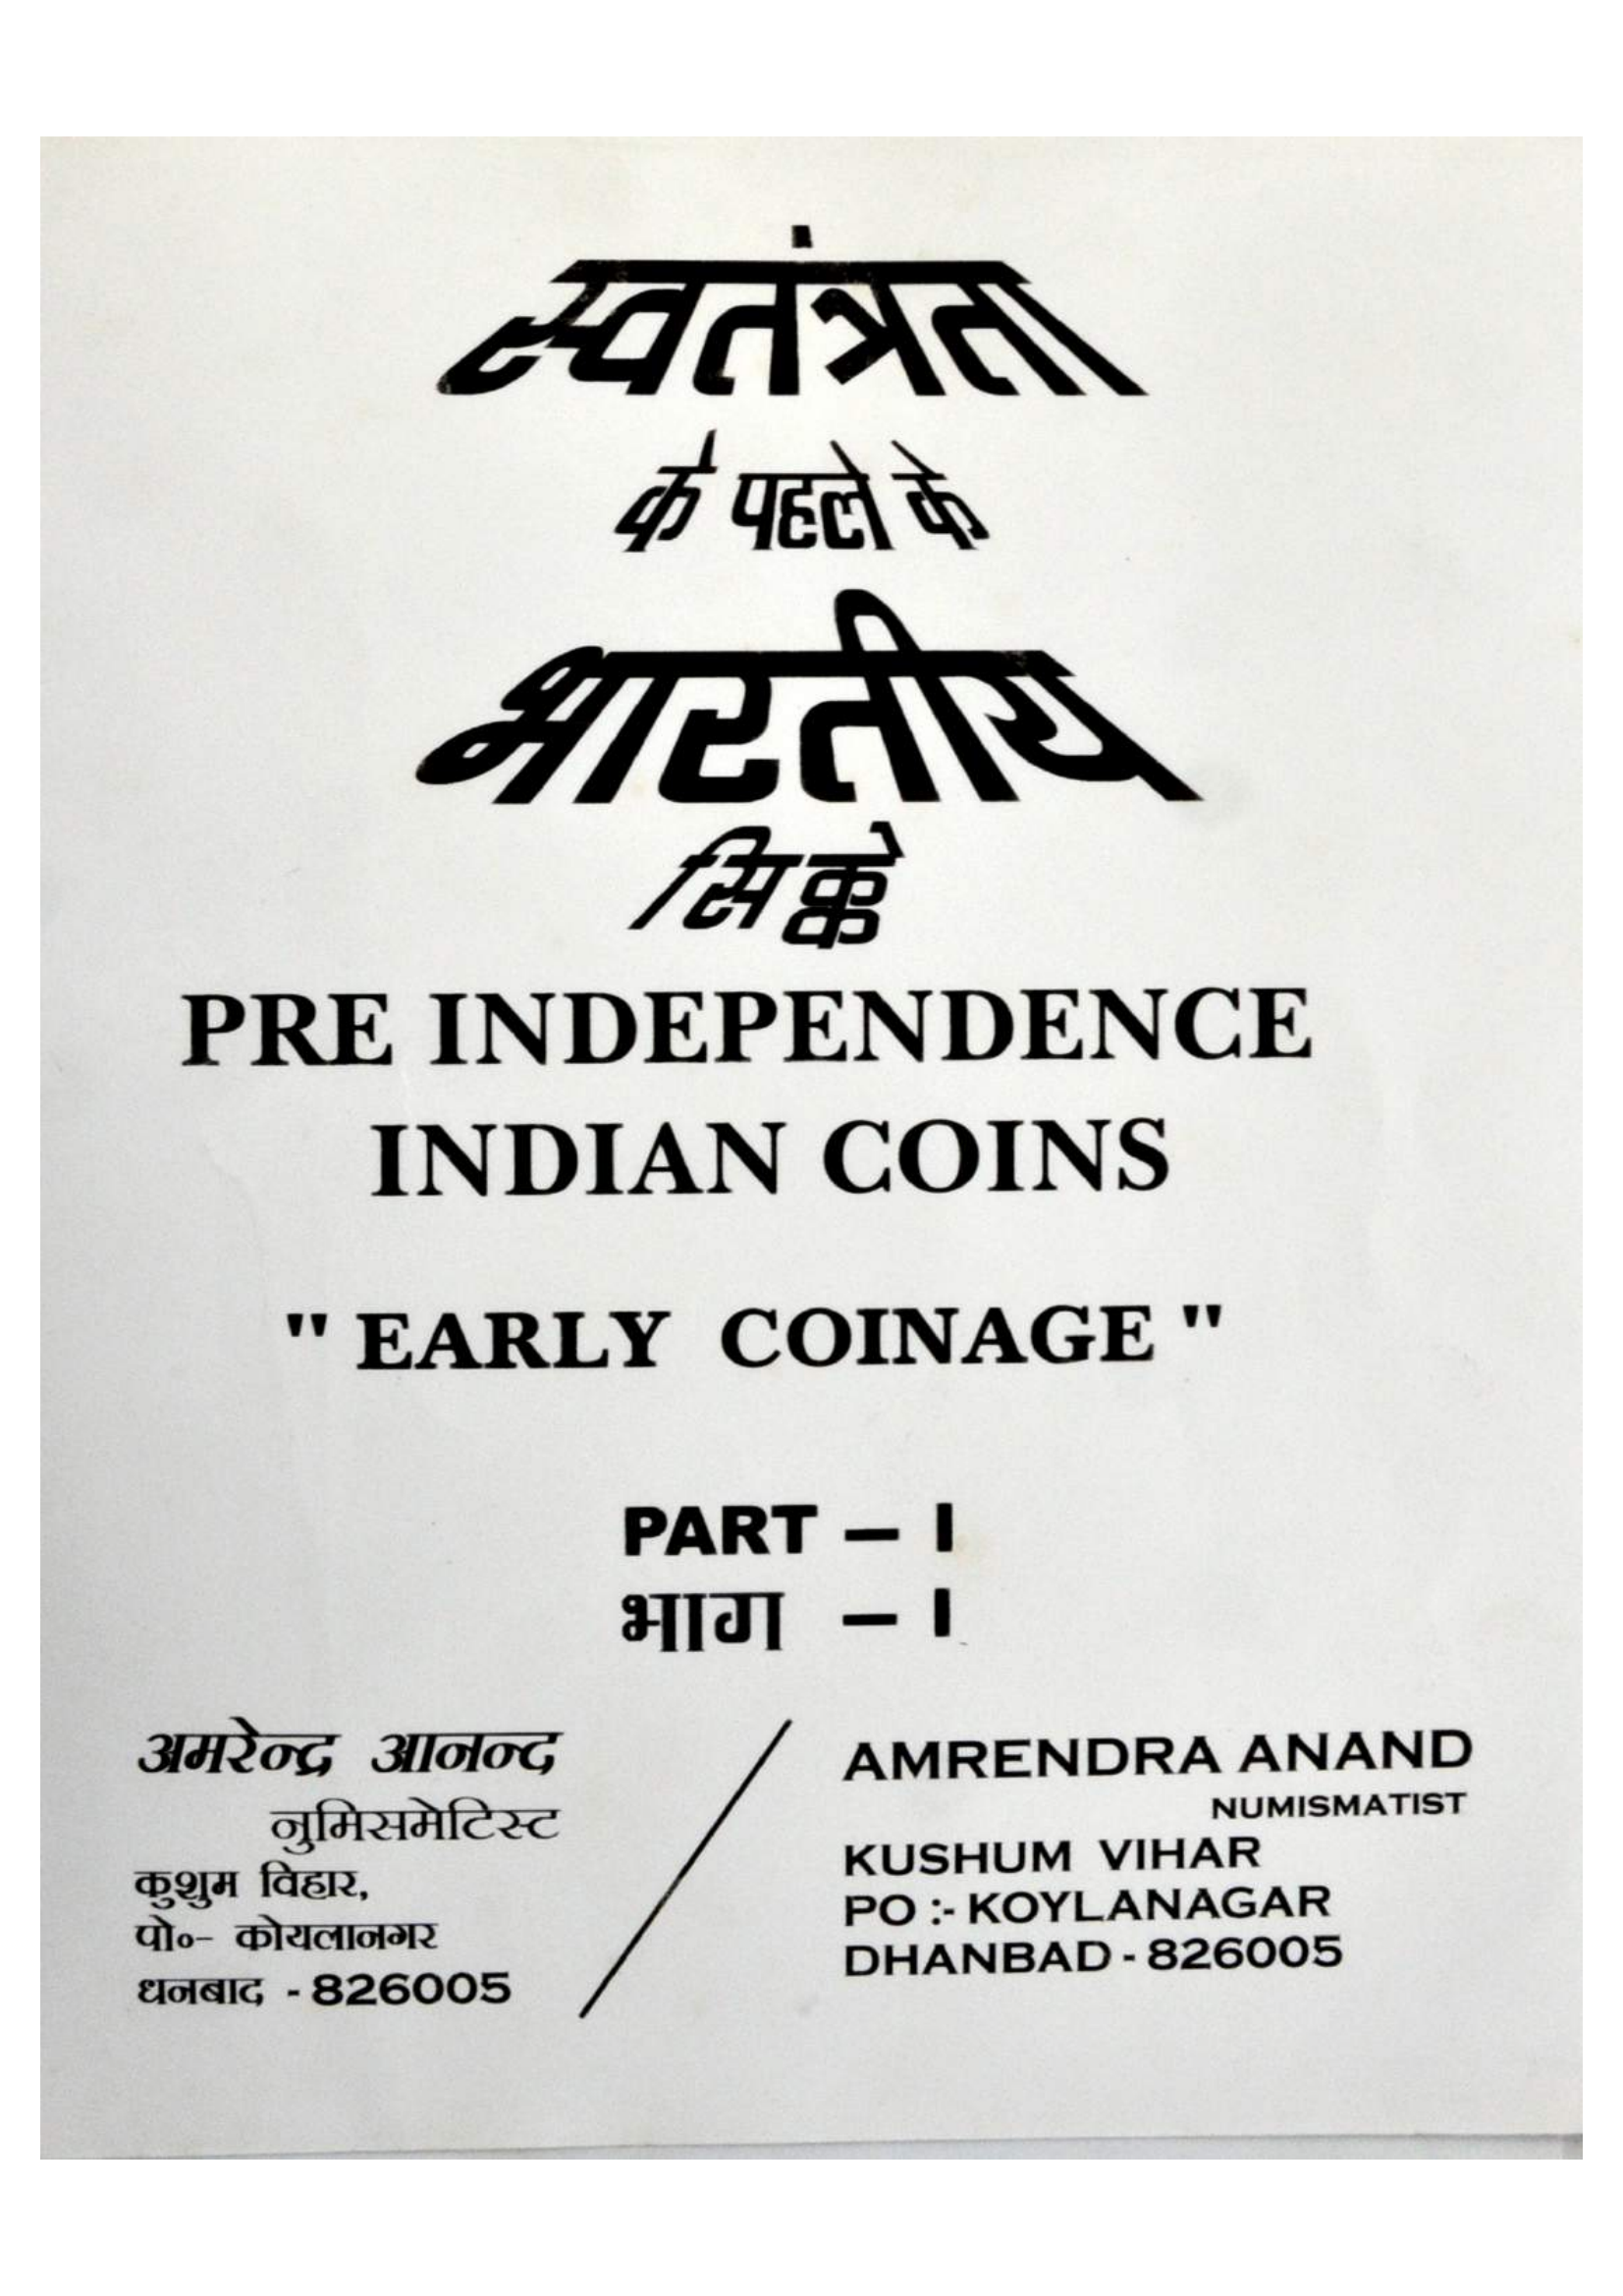 स्वतंत्रता
के पहले के
भारतीय
सिक्के
PRE INDEPENDENCE
INDIAN COINS
" EARLY COINAGE "
PART – I
भाग – I
अमरेन्द्र आनन्द
नुमिसमेटिस्ट
कुशुम विहार,
पो०- कोयलानगर
धनबाद - 826005
AMRENDRA ANAND
NUMISMATIST
KUSHUM VIHAR
PO :- KOYLANAGAR
DHANBAD - 826005